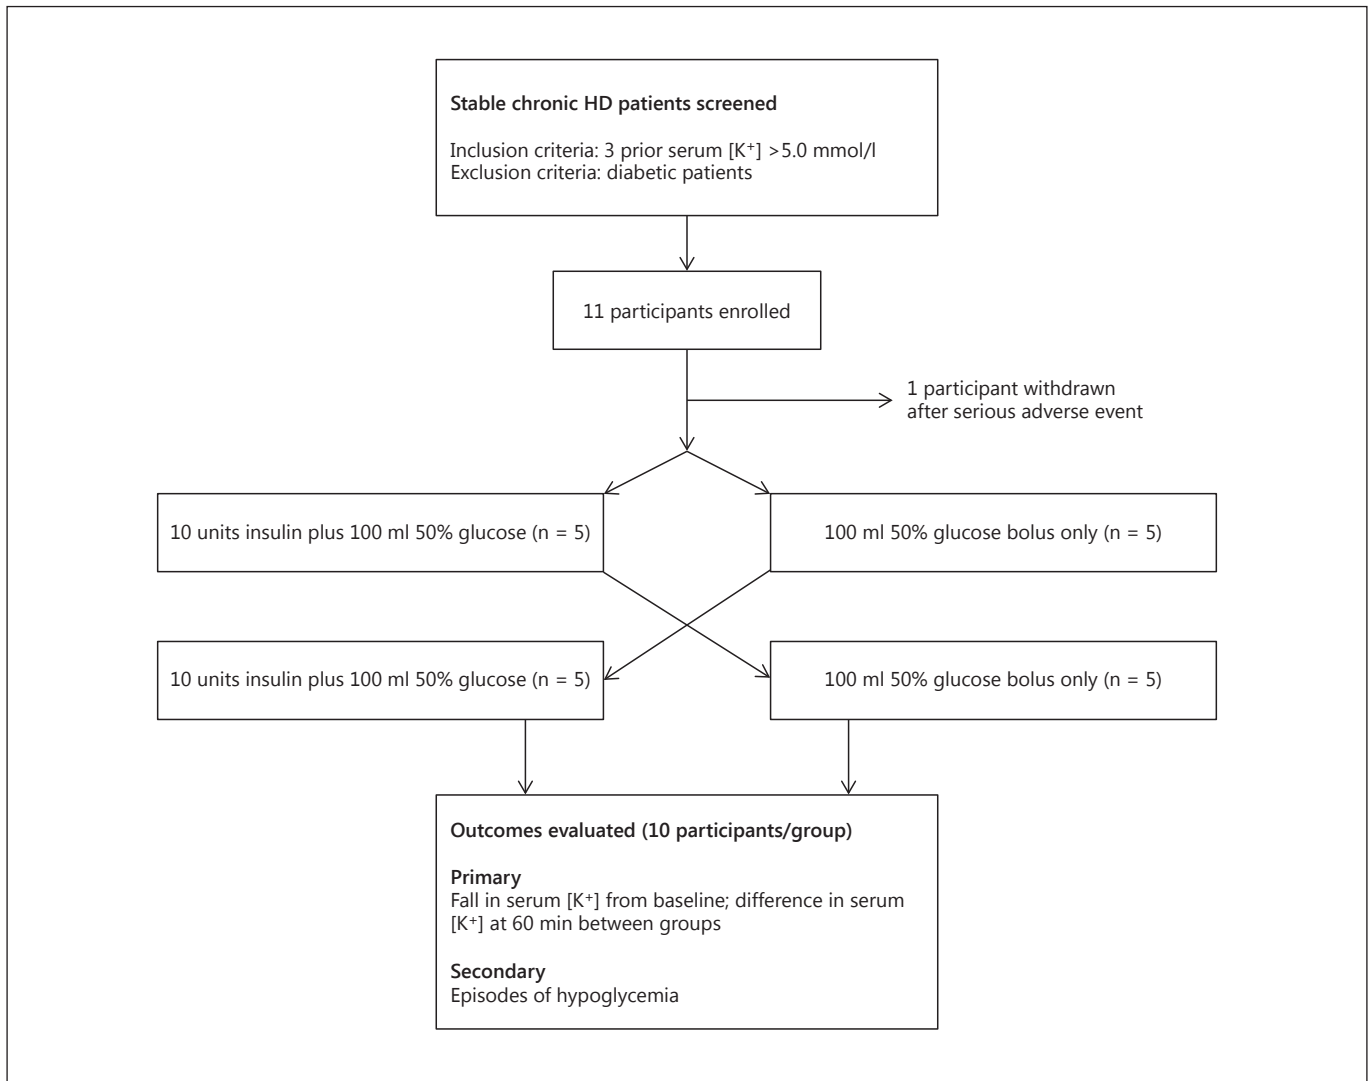 Stable chronic HD patients screened
Inclusion criteria: 3 prior serum [K⁺] >5.0 mmol/l
Exclusion criteria: diabetic patients
11 participants enrolled
1 participant withdrawn
after serious adverse event
10 units insulin plus 100 ml 50% glucose (n = 5)
100 ml 50% glucose bolus only (n = 5)
10 units insulin plus 100 ml 50% glucose (n = 5)
100 ml 50% glucose bolus only (n = 5)
Outcomes evaluated (10 participants/group)
Primary
Fall in serum [K⁺] from baseline; difference in serum
[K⁺] at 60 min between groups
Secondary
Episodes of hypoglycemia